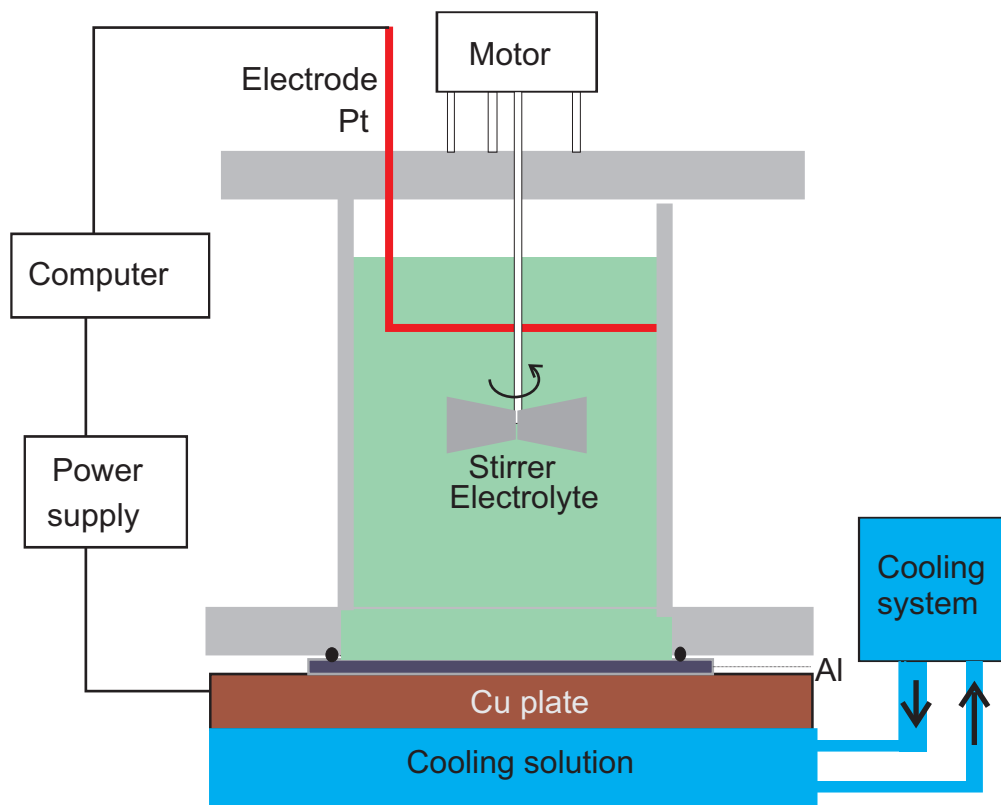 Motor
Electrode
Pt
Computer
Power
supply
Stirrer
Electrolyte
Cooling
system
Al
Cu plate
Cooling solution